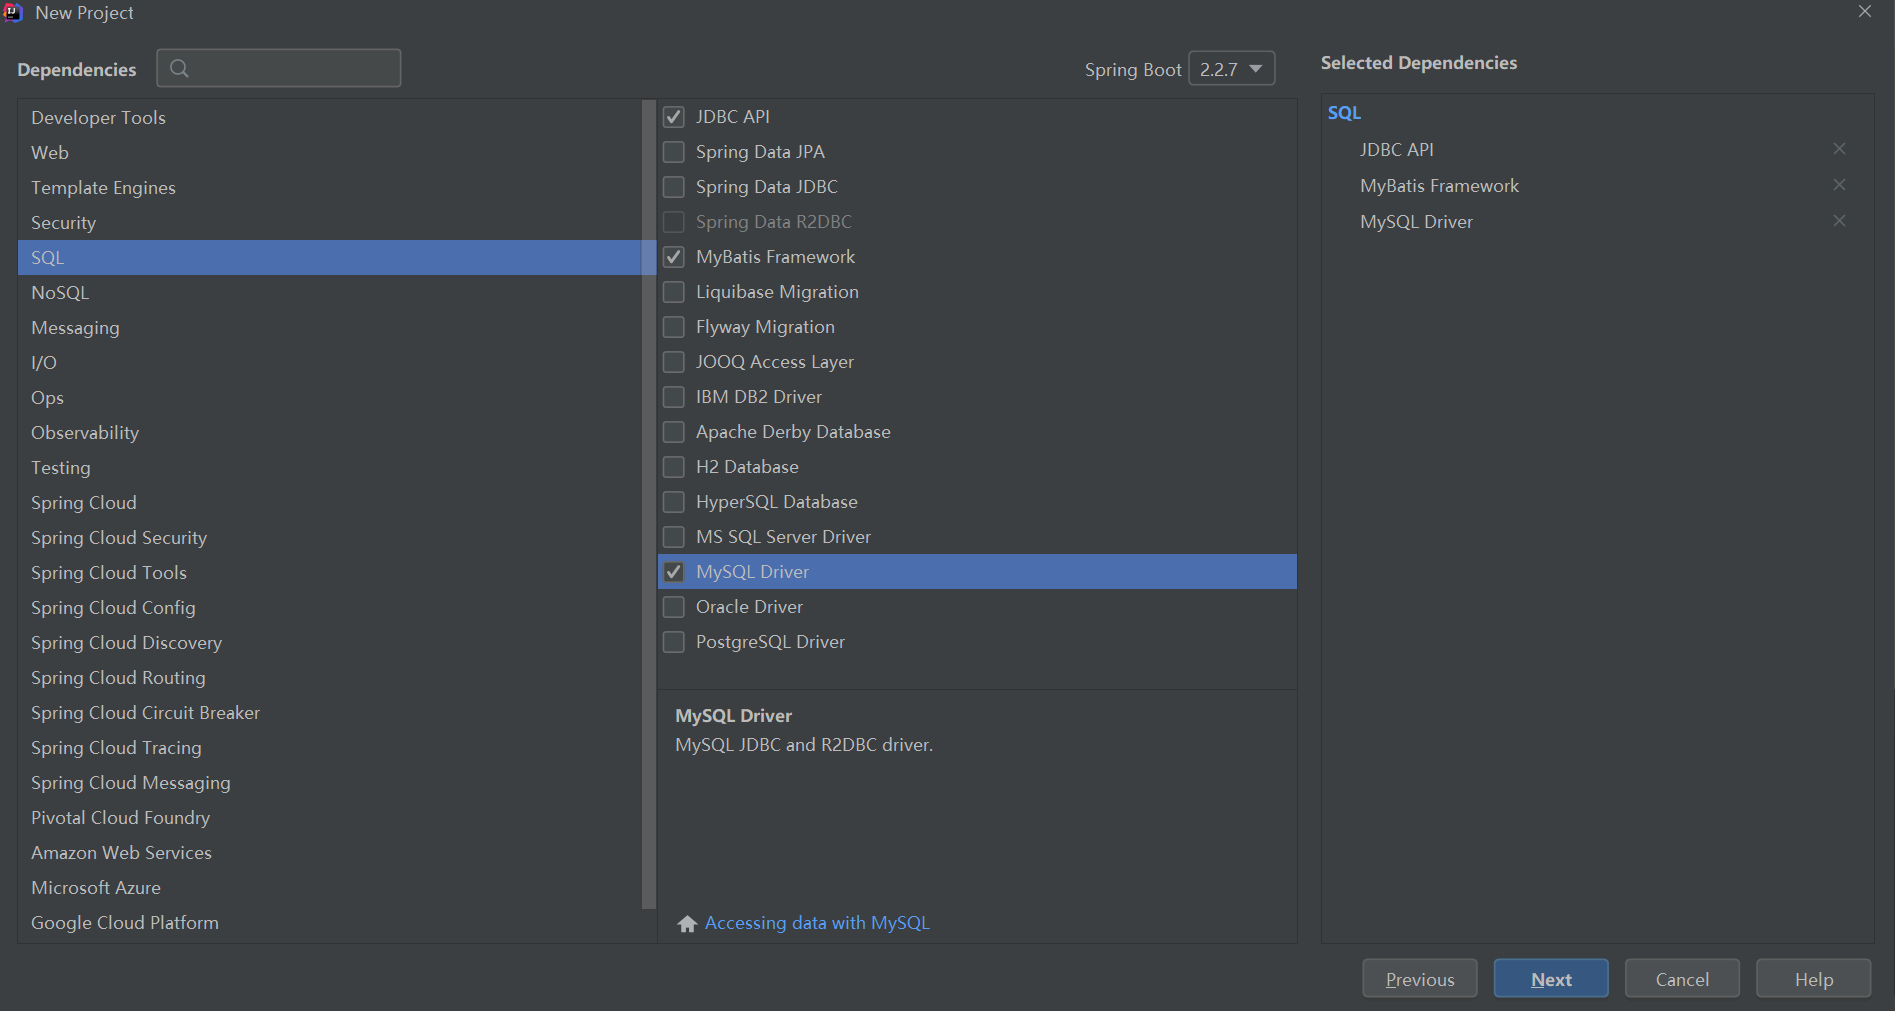 New Project
Dependencies
Spring Boot 2.2.7
Selected Dependencies
Developer Tools
Web
Template Engines
Security
SQL
NoSQL
Messaging
I/O
Ops
Observability
Testing
Spring Cloud
Spring Cloud Security
Spring Cloud Tools
Spring Cloud Config
Spring Cloud Discovery
Spring Cloud Routing
Spring Cloud Circuit Breaker
Spring Cloud Tracing
Spring Cloud Messaging
Pivotal Cloud Foundry
Amazon Web Services
Microsoft Azure
Google Cloud Platform
JDBC API
Spring Data JPA
Spring Data JDBC
Spring Data R2DBC
MyBatis Framework
Liquibase Migration
Flyway Migration
JOOQ Access Layer
IBM DB2 Driver
Apache Derby Database
H2 Database
HyperSQL Database
MS SQL Server Driver
MySQL Driver
Oracle Driver
PostgreSQL Driver
MySQL Driver
MySQL JDBC and R2DBC driver.
Accessing data with MySQL
SQL
JDBC API
MyBatis Framework
MySQL Driver
Previous
Next
Cancel
Help